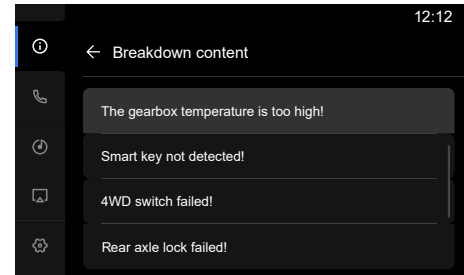 12:12
Breakdown content
The gearbox temperature is too high!
Smart key not detected!
4WD switch failed!
Rear axle lock failed!